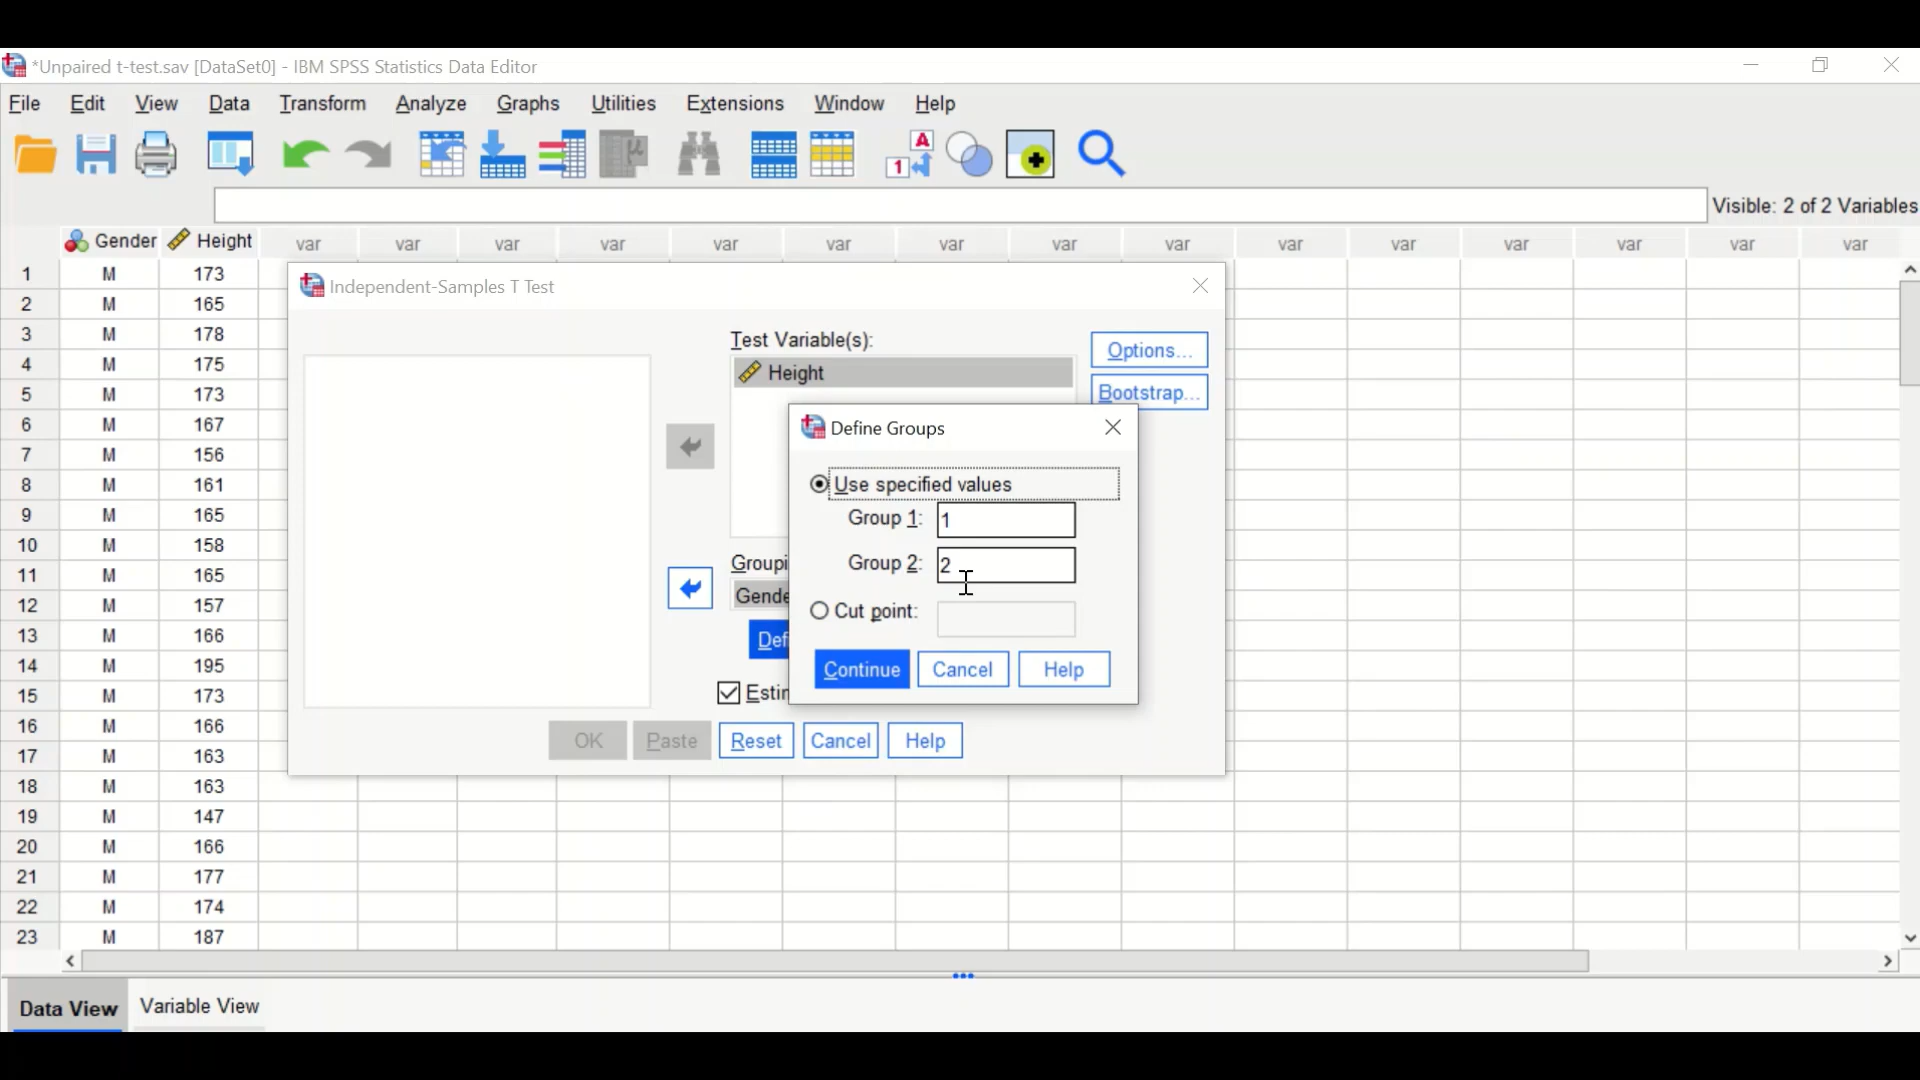 *Unpaired t-test.sav [DataSet0] - IBM SPSS Statistics Data Editor
File Edit View Data Transform Analyze Graphs Utilities Extensions Window Help
A
1
Visible: 2 of 2 Variables
Gender Height var var var var var var var var var var var var var var var
1 M 173
2 M 165
3 M 178
4 M 175
5 M 173
6 M 167
7 M 156
8 M 161
9 M 165
10 M 158
11 M 165
12 M 157
13 M 166
14 M 195
15 M 173
16 M 166
17 M 163
18 M 163
19 M 147
20 M 166
21 M 177
22 M 174
23 M 187
Independent-Samples T Test
Test Variable(s):
Height
Options...
Bootstrap...
Define Groups
Use specified values
Group 1: 1
Group 2: 2
Cut point:
Continue Cancel Help
Groupi
Gende
Defi
Estin
OK Paste Reset Cancel Help
Data View Variable View